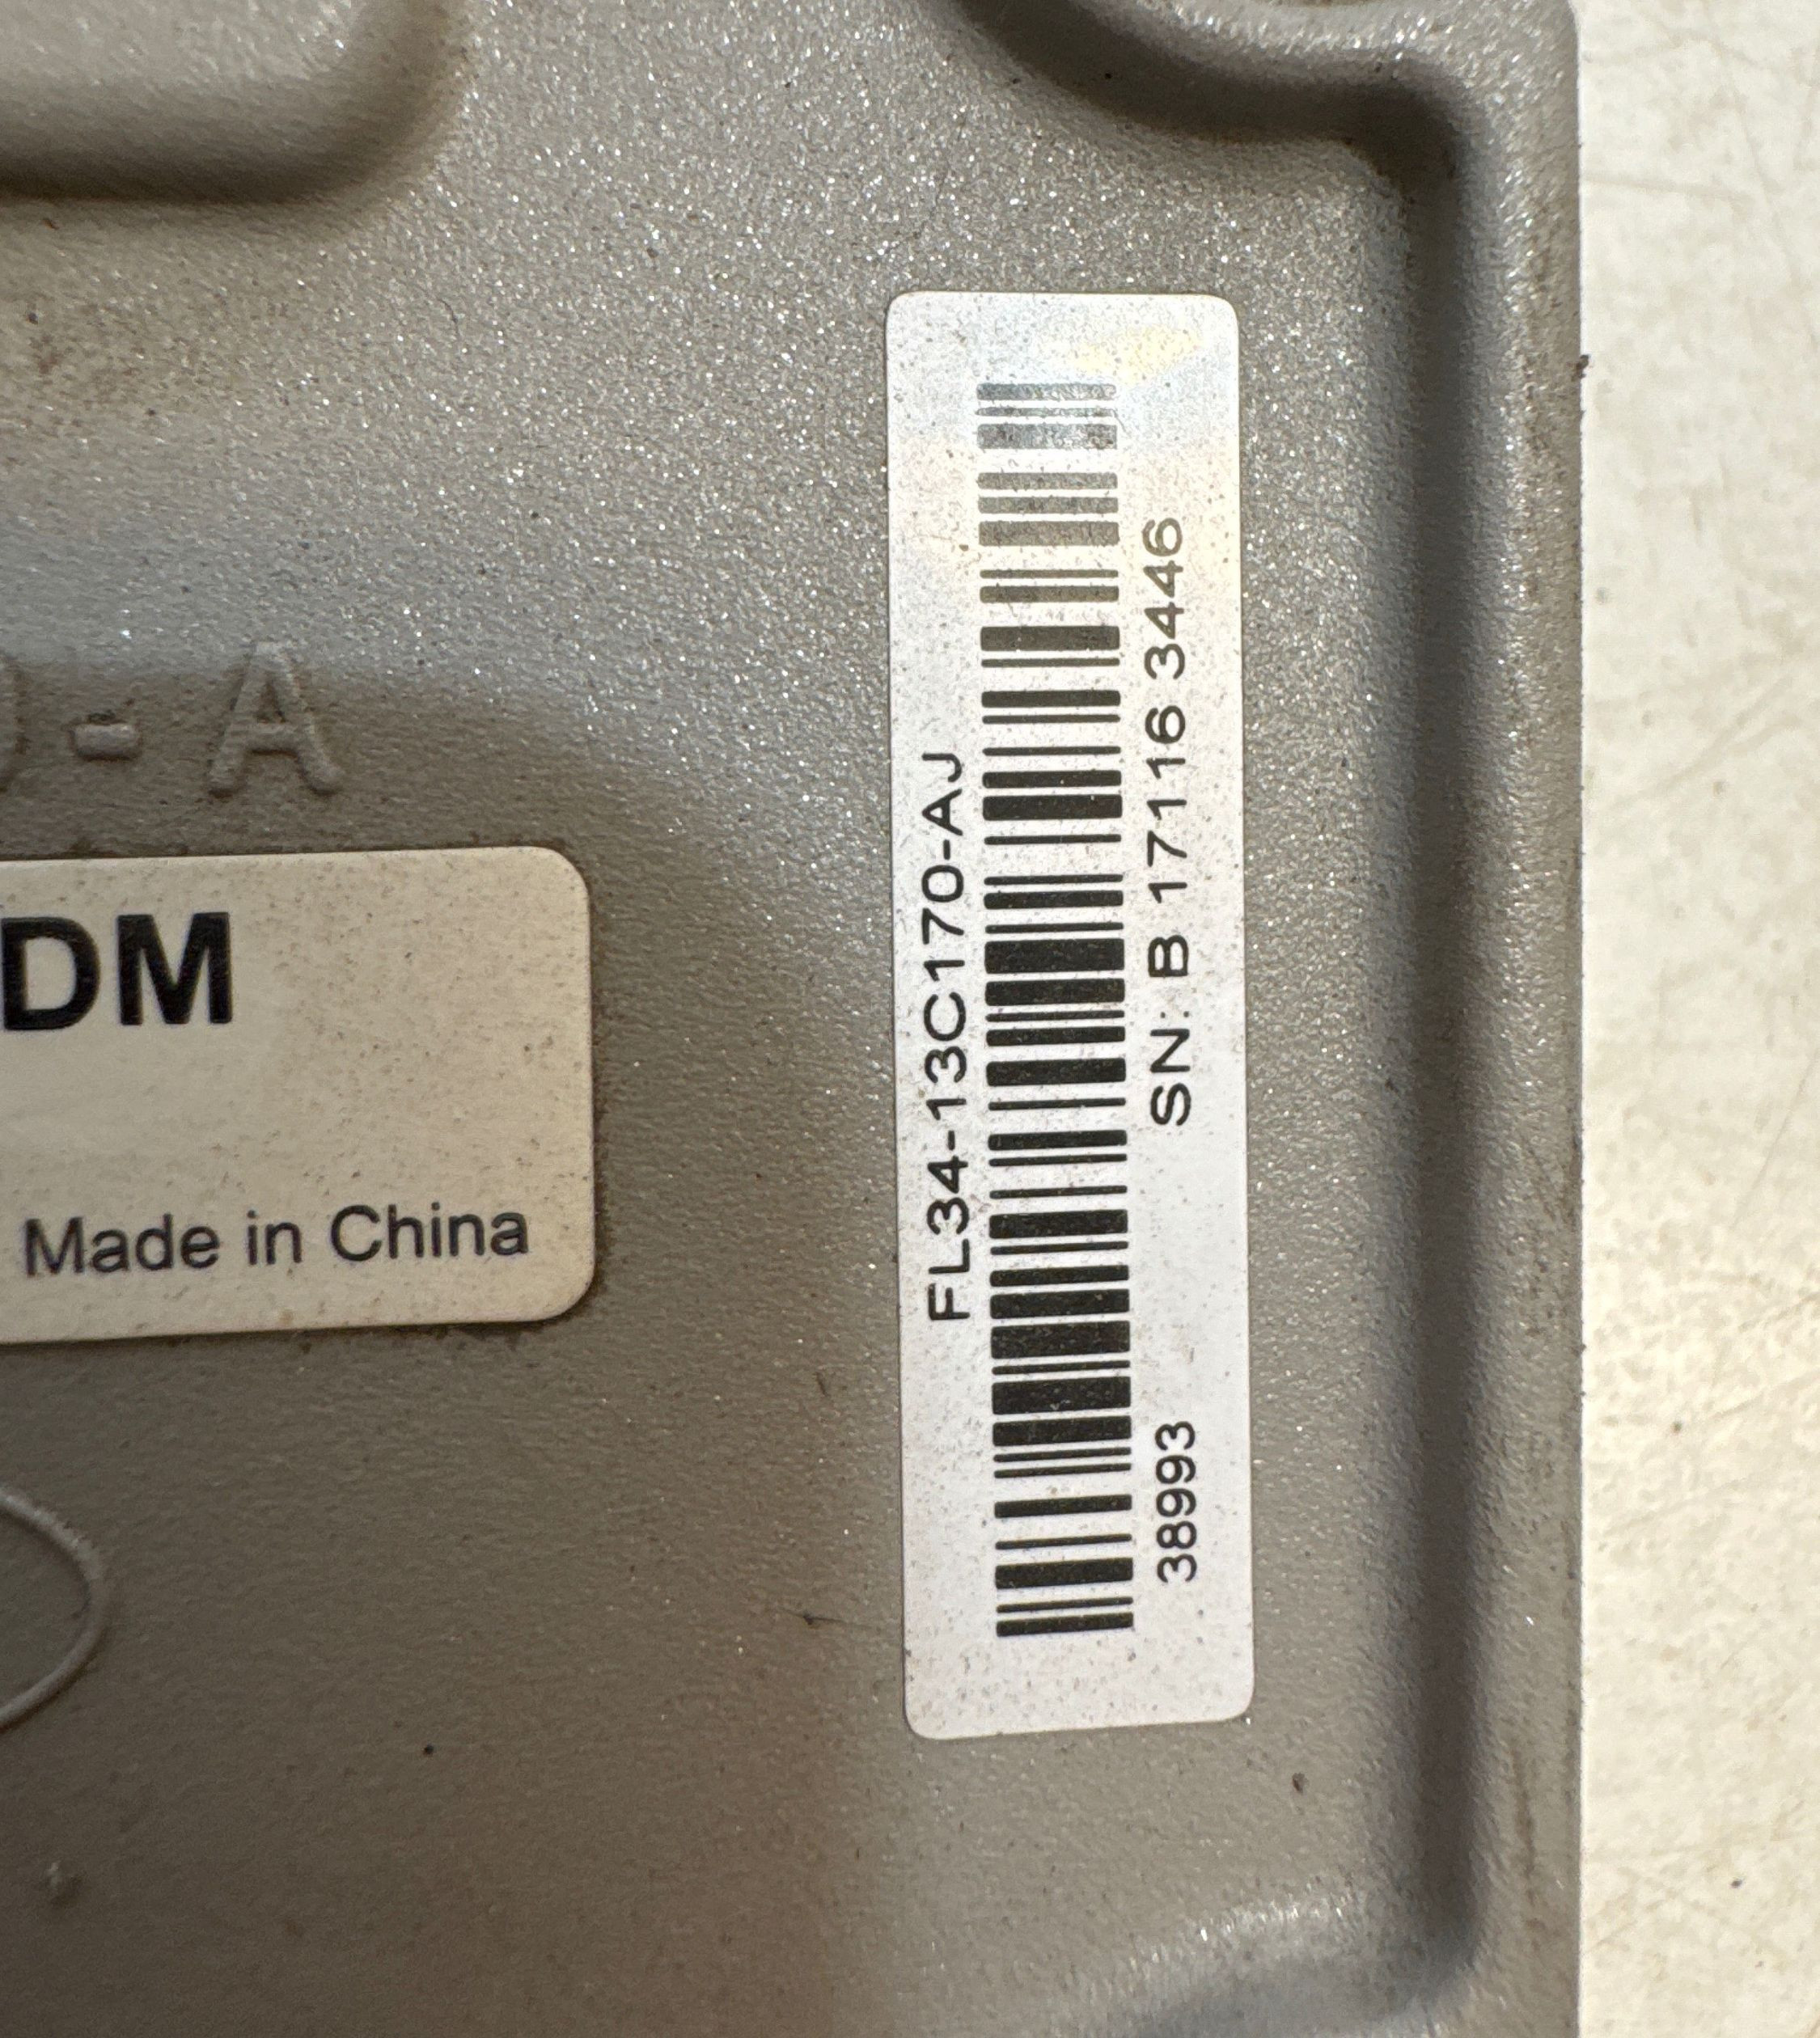 - A
DM
Made in China
FL34-13C170-AJ
SN: B 17116 3446
38993